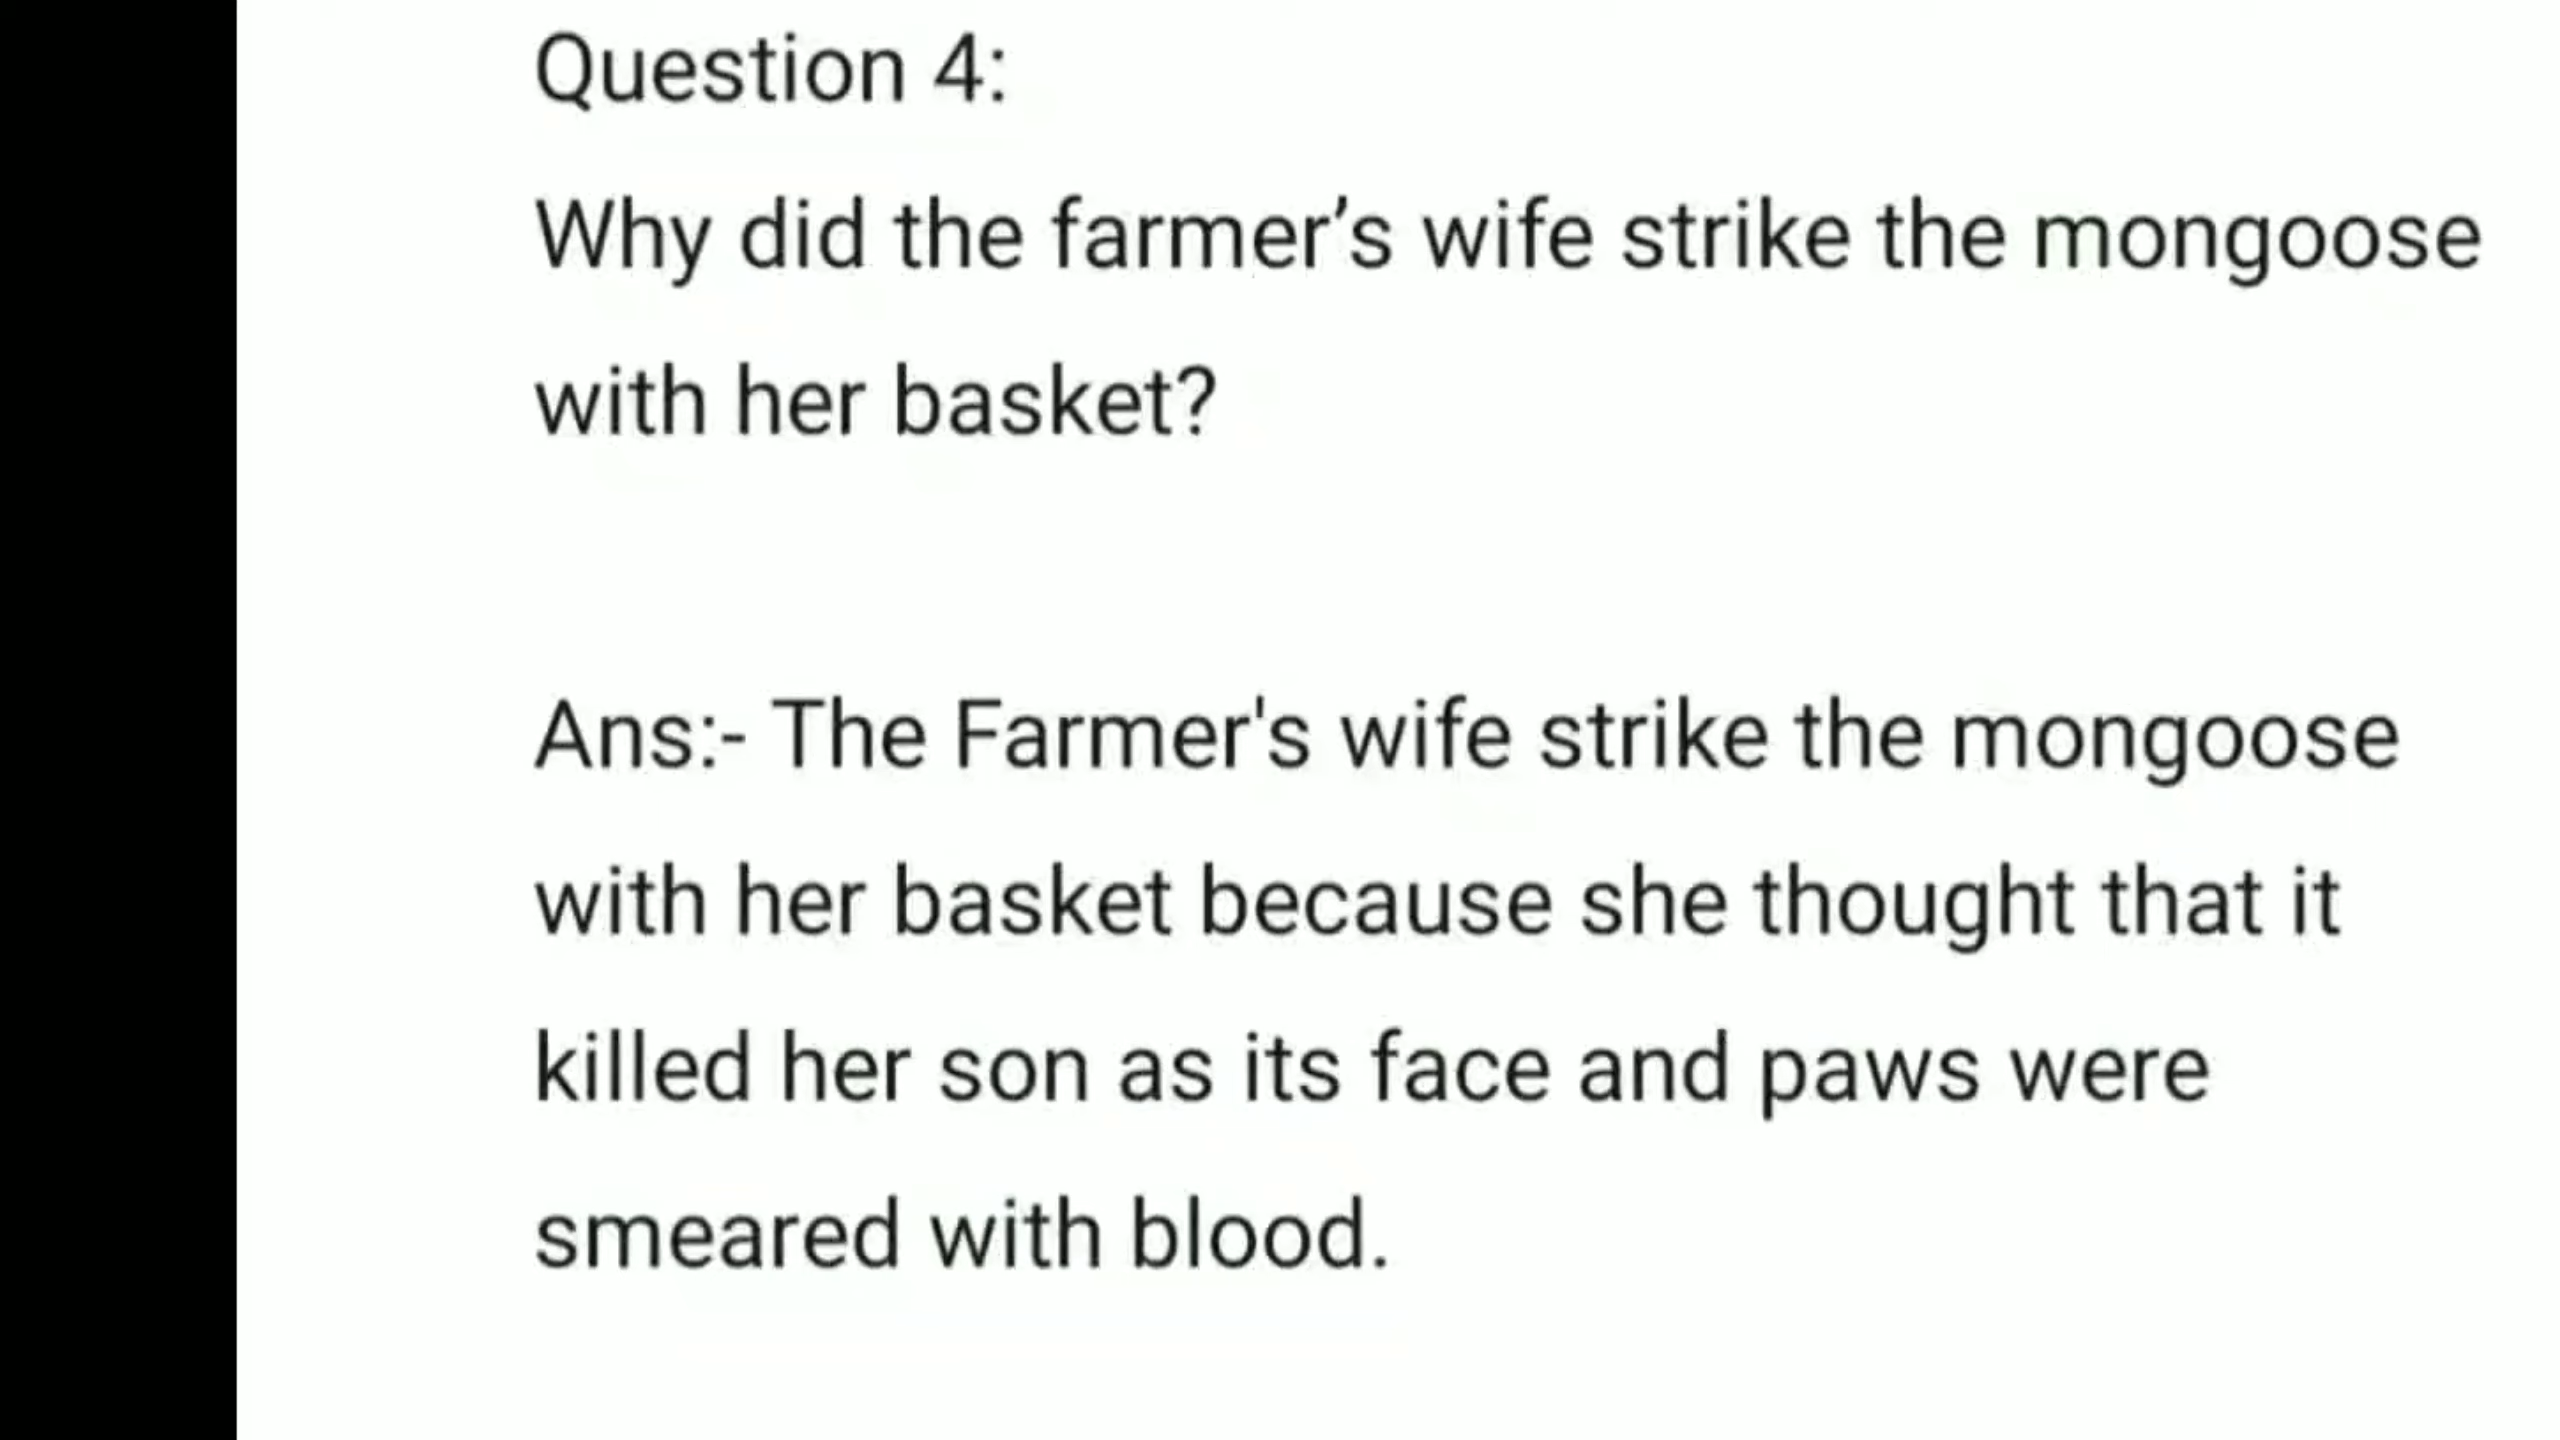 Question 4:
Why did the farmer’s wife strike the mongoose
with her basket?
Ans:- The Farmer's wife strike the mongoose
with her basket because she thought that it
killed her son as its face and paws were
smeared with blood.